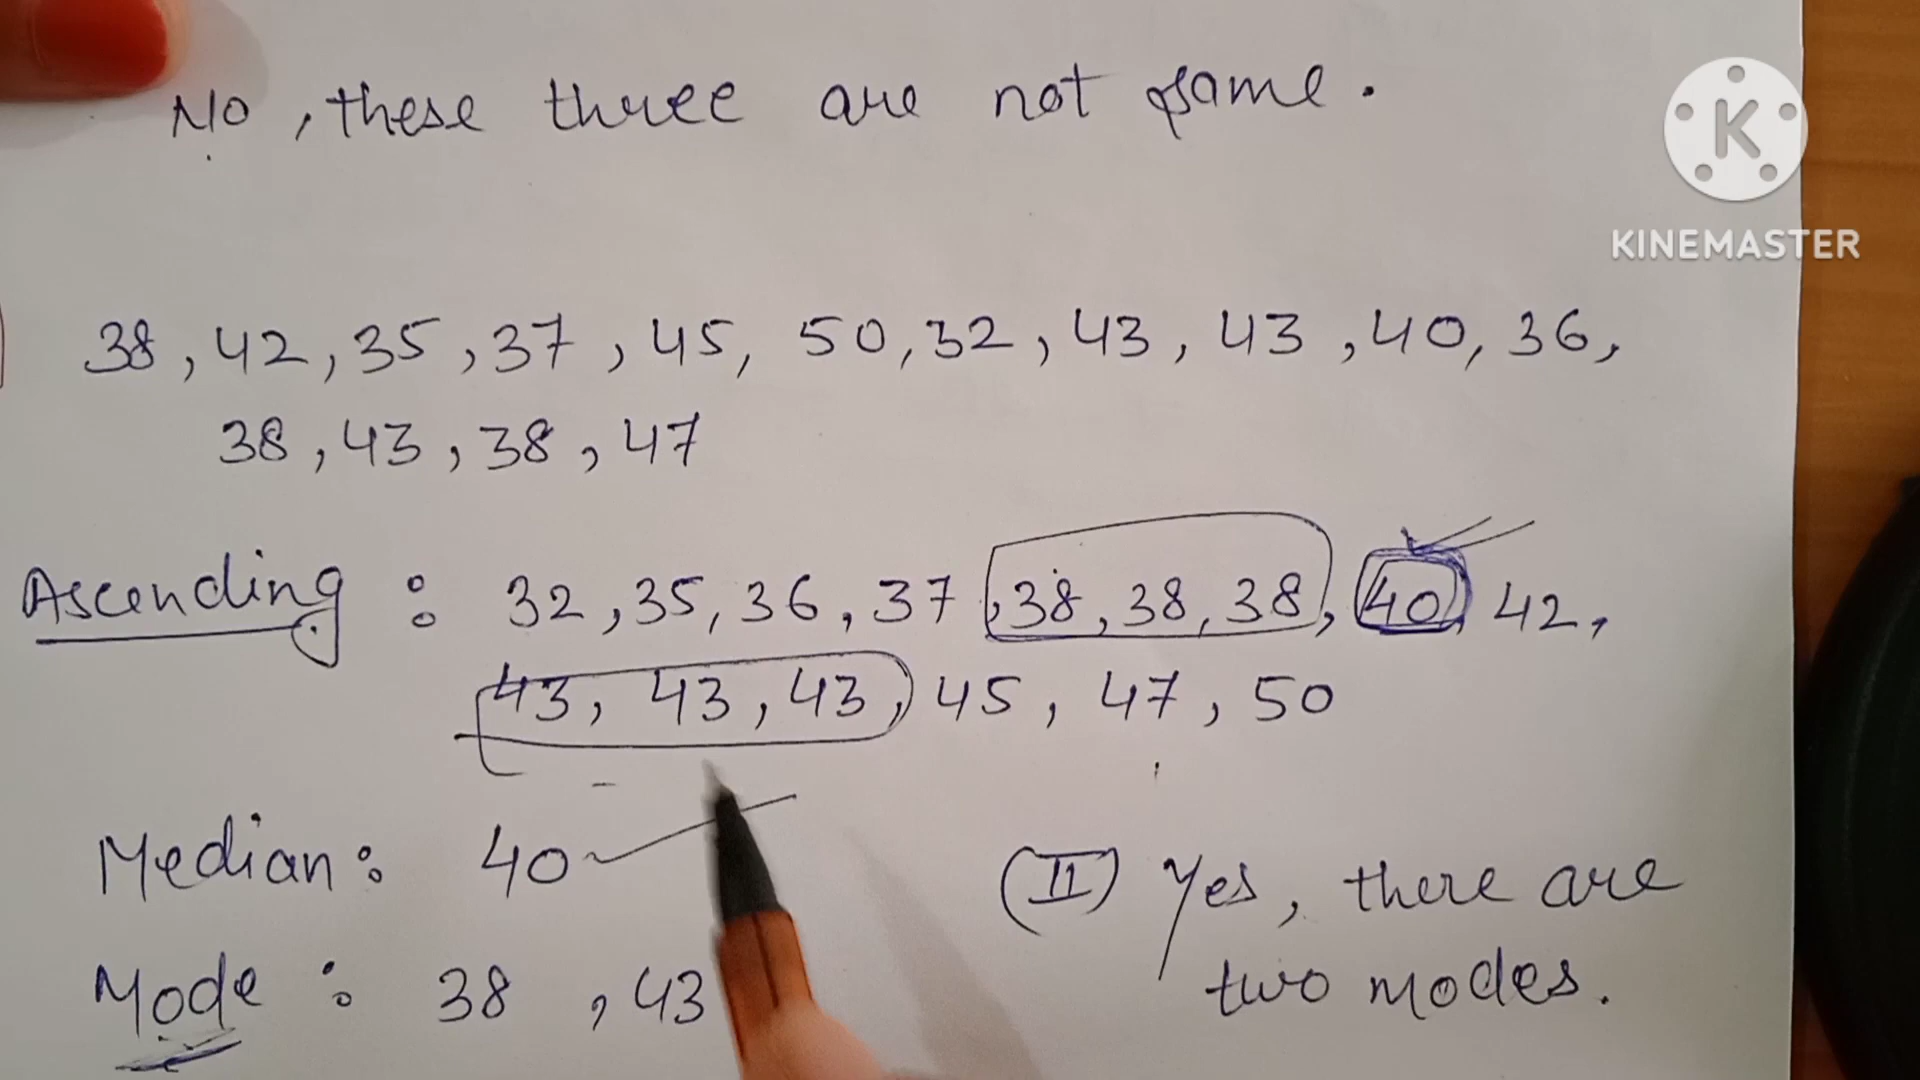 No, these three are not same.
K
KINEMASTER
38, 42, 35, 37, 45, 50, 32, 43, 43, 40, 36,
38, 43, 38, 47
Ascending : 32, 35, 36, 37, 38, 38, 38, 40, 42,
43, 43, 43, 45, 47, 50
Median : 40
(II) Yes, there are
two modes.
Mode : 38, 43